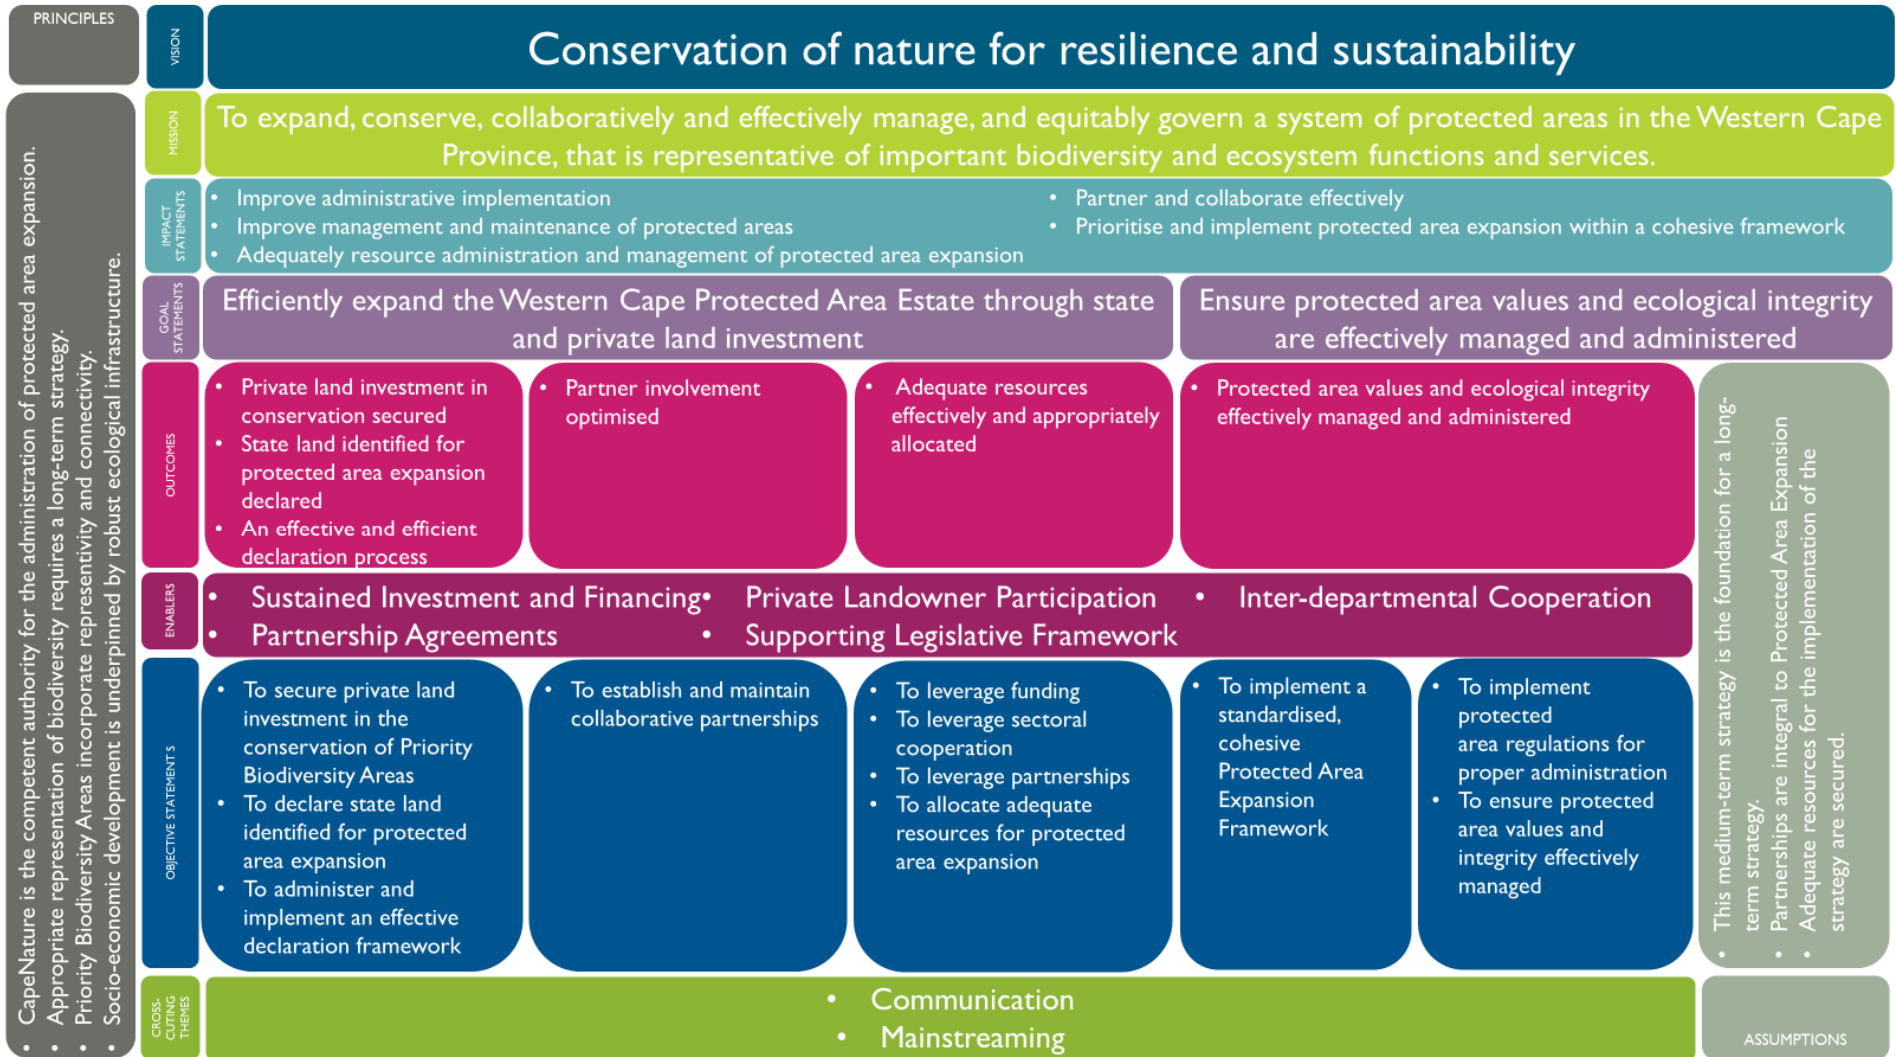 PRINCIPLES
• CapeNature is the competent authority for the administration of protected area expansion.
• Appropriate representation of biodiversity requires a long-term strategy.
• Priority Biodiversity Areas incorporate representivity and connectivity.
• Socio-economic development is underpinned by robust ecological infrastructure.
VISION
Conservation of nature for resilience and sustainability
MISSION
To expand, conserve, collaboratively and effectively manage, and equitably govern a system of protected areas in the Western Cape
Province, that is representative of important biodiversity and ecosystem functions and services.
IMPACT
STATEMENTS
• Improve administrative implementation
• Improve management and maintenance of protected areas
• Adequately resource administration and management of protected area expansion
• Partner and collaborate effectively
• Prioritise and implement protected area expansion within a cohesive framework
GOAL
STATEMENTS
Efficiently expand the Western Cape Protected Area Estate through state
and private land investment
Ensure protected area values and ecological integrity
are effectively managed and administered
OUTCOMES
• Private land investment in
conservation secured
• State land identified for
protected area expansion
declared
• An effective and efficient
declaration process
• Partner involvement
optimised
• Adequate resources
effectively and appropriately
allocated
• Protected area values and ecological integrity
effectively managed and administered
ENABLERS
• Sustained Investment and Financing
• Partnership Agreements
• Private Landowner Participation
• Supporting Legislative Framework
• Inter-departmental Cooperation
OBJECTIVE STATEMENTS
• To secure private land
investment in the
conservation of Priority
Biodiversity Areas
• To declare state land
identified for protected
area expansion
• To administer and
implement an effective
declaration framework
• To establish and maintain
collaborative partnerships
• To leverage funding
• To leverage sectoral
cooperation
• To leverage partnerships
• To allocate adequate
resources for protected
area expansion
• To implement a
standardised,
cohesive
Protected Area
Expansion
Framework
• To implement
protected
area regulations for
proper administration
• To ensure protected
area values and
integrity effectively
managed
CROSS-
CUTING
THEMES
• Communication
• Mainstreaming
• This medium-term strategy is the foundation for a long-
term strategy.
• Partnerships are integral to Protected Area Expansion
• Adequate resources for the implementation of the
strategy are secured.
ASSUMPTIONS